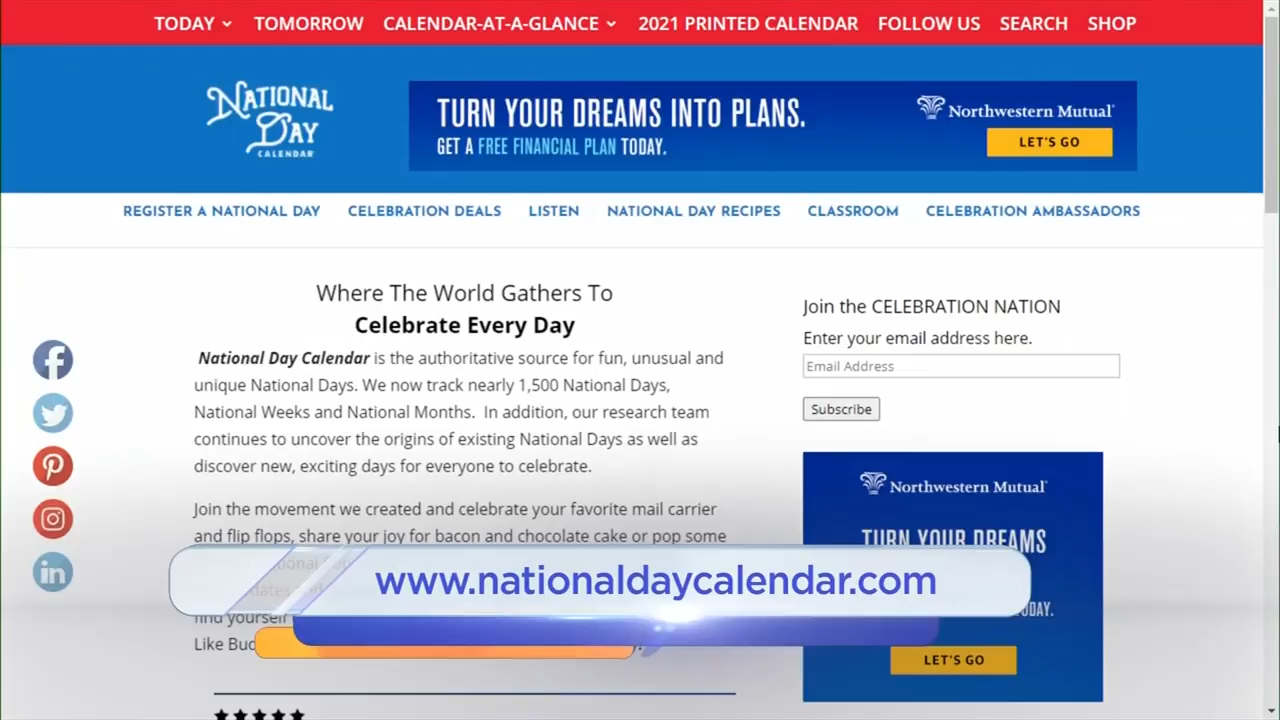 TODAY TOMORROW CALENDAR-AT-A-GLANCE 2021 PRINTED CALENDAR FOLLOW US SEARCH SHOP
NATIONAL
DAY
CALENDAR
TURN YOUR DREAMS INTO PLANS.
GET A FREE FINANCIAL PLAN TODAY.
Northwestern Mutual
LET'S GO
REGISTER A NATIONAL DAY CELEBRATION DEALS LISTEN NATIONAL DAY RECIPES CLASSROOM CELEBRATION AMBASSADORS
Where The World Gathers To
Celebrate Every Day
National Day Calendar is the authoritative source for fun, unusual and
unique National Days. We now track nearly 1,500 National Days,
National Weeks and National Months. In addition, our research team
continues to uncover the origins of existing National Days as well as
discover new, exciting days for everyone to celebrate.
Join the movement we created and celebrate your favorite mail carrier
and flip flops, share your joy for bacon and chocolate cake or pop some
find yourself
Like
Join the CELEBRATION NATION
Enter your email address here.
Email Address
Subscribe
Northwestern Mutual
TURN YOUR DREAMS
TODAY.
LET'S GO
www.nationaldaycalendar.com